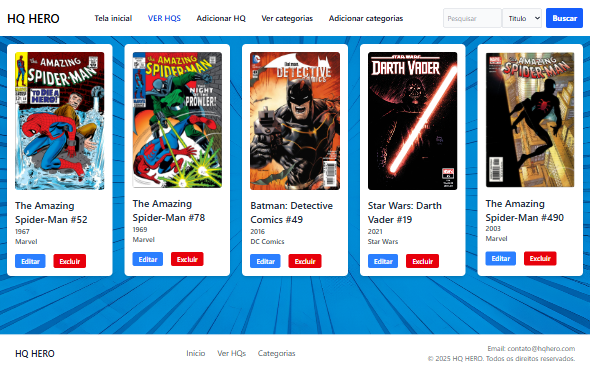 HQ HERO
Tela inicial
VER HQS
Adicionar HQ
Ver categorias
Adicionar categorias
Pesquisar
Título
Buscar
The AMAZING
SPIDER-MAN
TO DIE A
HERO!
The Amazing
Spider-Man #52
1967
Marvel
Editar
Excluir
the AMAZING
SPIDER-MAN
NIGHT
OF THE
PROWLER!
The Amazing
Spider-Man #78
1969
Marvel
Editar
Excluir
BATMAN
DETECTIVE
COMICS
Batman: Detective
Comics #49
2016
DC Comics
Editar
Excluir
STAR WARS
DARTH VADER
Star Wars: Darth
Vader #19
2021
Star Wars
Editar
Excluir
AMAZING
SPIDER-MAN
The Amazing
Spider-Man #490
2003
Marvel
Editar
Excluir
HQ HERO
Início
Ver HQs
Categorias
Email: contato@hqhero.com
© 2025 HQ HERO. Todos os direitos reservados.